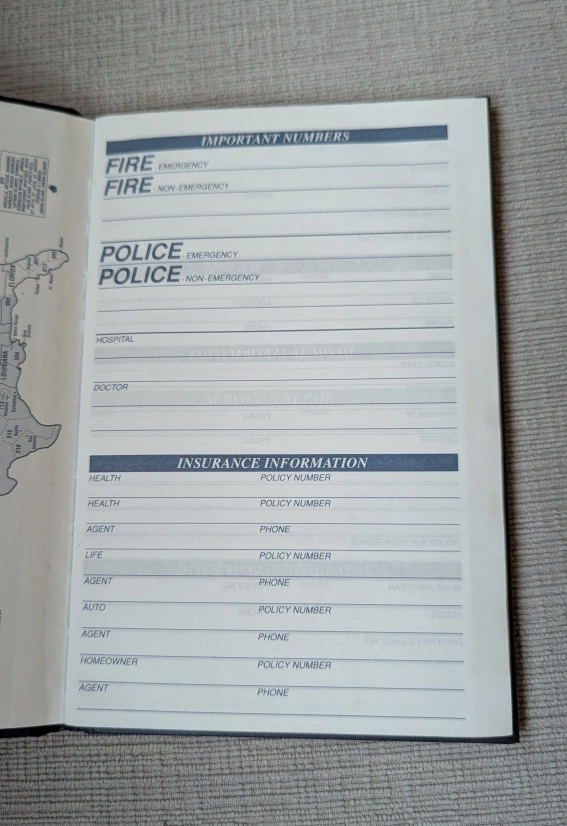 IMPORTANT NUMBERS
FIRE - EMERGENCY
FIRE - NON-EMERGENCY
POLICE - EMERGENCY
POLICE - NON-EMERGENCY
HOSPITAL
DOCTOR
INSURANCE INFORMATION
HEALTH POLICY NUMBER
HEALTH POLICY NUMBER
AGENT PHONE
LIFE POLICY NUMBER
AGENT PHONE
AUTO POLICY NUMBER
AGENT PHONE
HOMEOWNER POLICY NUMBER
AGENT PHONE
FLORIDA
LOUISIANA